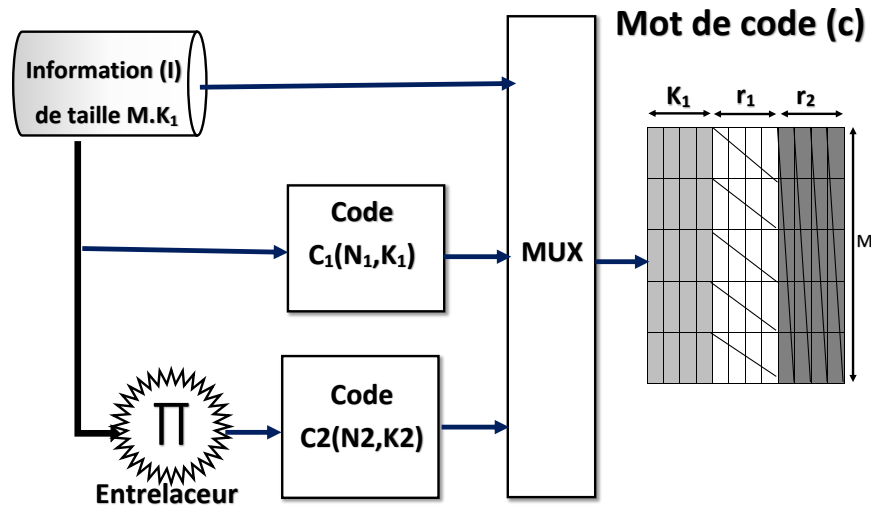 Mot de code (c)
Information (I)
de taille M.K₁
K₁ r₁ r₂
M
Code
C₁(N₁,K₁)
MUX
Code
C2(N2,K2)
Π
Entrelaceur